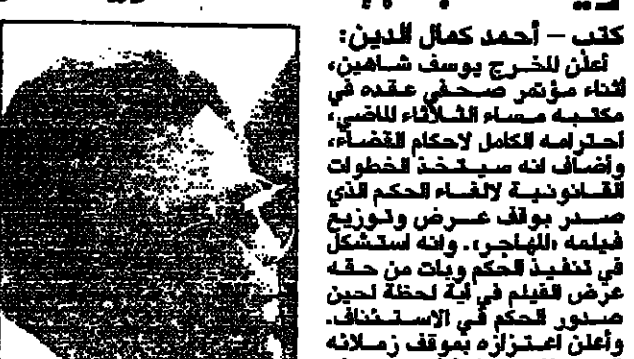 كتب – أحمد كمال الدين:
أعلن المخرج يوسف شاهين،
أثناء مؤتمر صحفي عقده في
مكتبه مساء الثلاثاء الماضي،
احترامه الكامل لاحكام القضاء،
وأضاف انه سيتخذ الخطوات
القانونية لالغاء الحكم الذي
صدر بوقف عرض وتوزيع
فيلمه «المهاجر». وانه استشكل
في تنفيذ الحكم وبات من حقه
عرض الفيلم في أية لحظة لحين
صدور الحكم في الاستئناف.
وأعلن اعتزازه بموقف زملائه